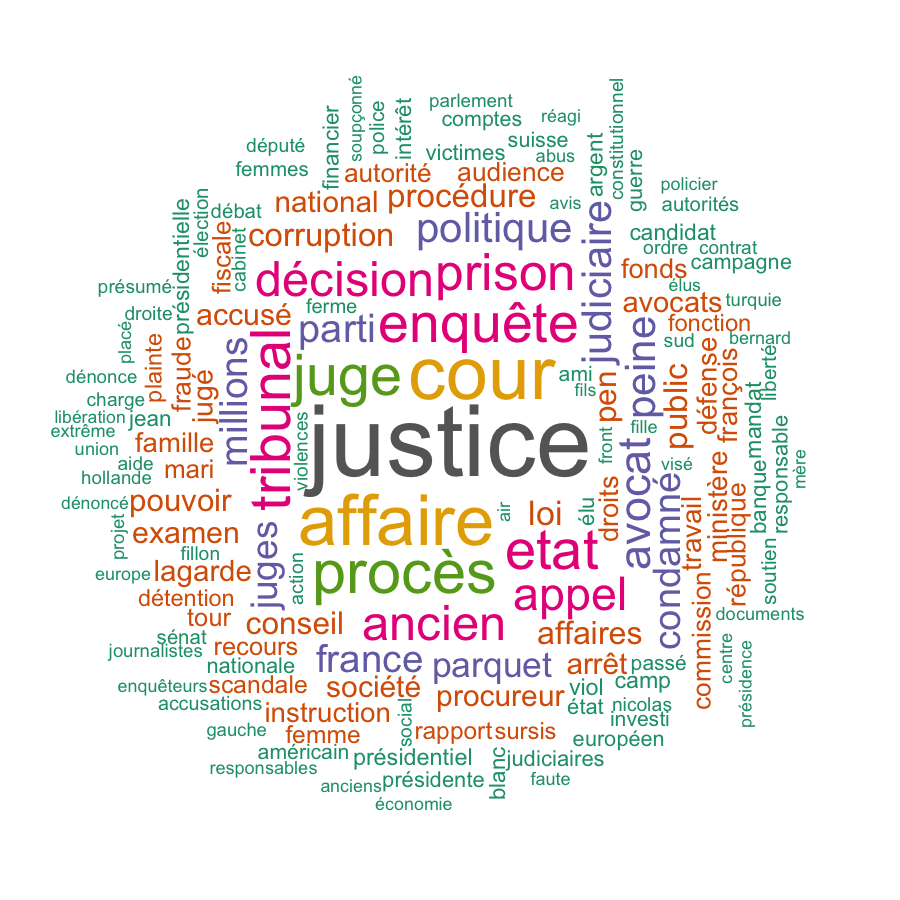 parlement
comptes
réagi
député
femmes
financier
soupçonné
police
intérêt
victimes
suisse
abus
argent
constitutionnel
guerre
policier
autorités
autorité
audience
national
procédure
avis
présidentielle
élection
débat
fiscale
cabinet
corruption
politique
judiciaire
candidat
ordre
contrat
campagne
fonds
élus
présumé
droite
placé
décision
prison
accusé
ferme
parti
enquête
avocats
turquie
fonction
sud
bernard
dénonce
plainte
fraude
jugé
millions
tribunal
juge
cour
ami
fils
pen
peine
public
défense
françois
liberté
mandat
charge
libération
jean
extrême
union
famille
violences
justice
front
fille
visé
aide
hollande
mari
avocat
ministère
banque
responsable
mère
dénoncé
pouvoir
projet
examen
affaire
air
loi
élu
droits
condamné
travail
république
soutien
fillon
europe
lagarde
juges
action
procès
etat
appel
détention
tour
conseil
ancien
affaires
commission
documents
sénat
journalistes
recours
nationale
france
parquet
arrêt
passé
centre
présidence
enquêteurs
scandale
accusations
société
procureur
viol
camp
état
nicolas
investi
instruction
gauche
femme
social
rapport
sursis
européen
américain
responsables
présidentiel
présidente
blanc
judiciaires
faute
anciens
économie